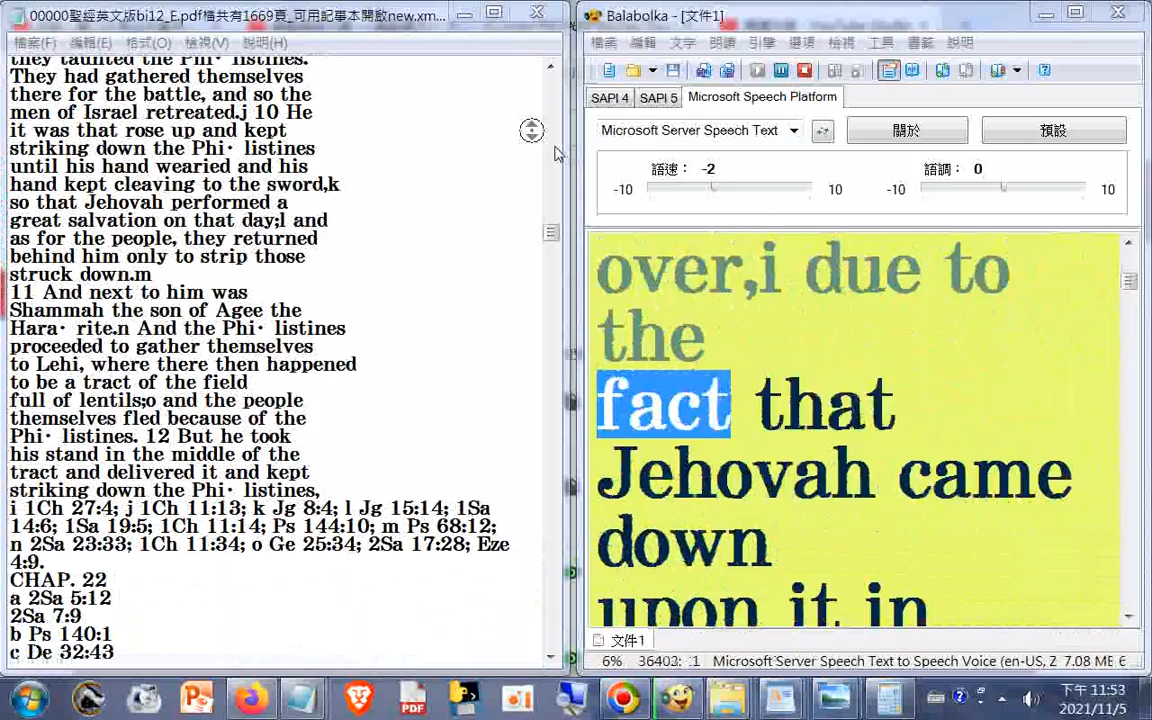 00000聖經英文版bi12_E.pdf檔共有1669頁_可用記事本開啟new.xm...
檔案(F) 編輯(E) 格式(O) 檢視(V) 說明(H)
they taunted the Phi· listines.
They had gathered themselves
there for the battle, and so the
men of Israel retreated.j 10 He
it was that rose up and kept
striking down the Phi· listines
until his hand wearied and his
hand kept cleaving to the sword,k
so that Jehovah performed a
great salvation on that day;l and
as for the people, they returned
behind him only to strip those
struck down.m
11 And next to him was
Shammah the son of Agee the
Hara· rite.n And the Phi· listines
proceeded to gather themselves
to Lehi, where there then happened
to be a tract of the field
full of lentils;o and the people
themselves fled because of the
Phi· listines. 12 But he took
his stand in the middle of the
tract and delivered it and kept
striking down the Phi· listines,
i 1Ch 27:4; j 1Ch 11:13; k Jg 8:4; l Jg 15:14; 1Sa
14:6; 1Sa 19:5; 1Ch 11:14; Ps 144:10; m Ps 68:12;
n 2Sa 23:33; 1Ch 11:34; o Ge 25:34; 2Sa 17:28; Eze
4:9.
CHAP. 22
a 2Sa 5:12
2Sa 7:9
b Ps 140:1
c De 32:43
Balabolka - [文件1]
檔案 編輯 文字 朗讀 引擎 選項 檢視 工具 書籤 說明
SAPI 4 SAPI 5 Microsoft Speech Platform
Microsoft Server Speech Text 關於 預設
語速： -2 語調： 0
-10 10 -10 10
over,i due to
the
fact that
Jehovah came
down
upon it in
文件1
6% 36402: :1 Microsoft Server Speech Text to Speech Voice (en-US, 2 7.08 MB 6
PDF
下午 11:53
2021/11/5